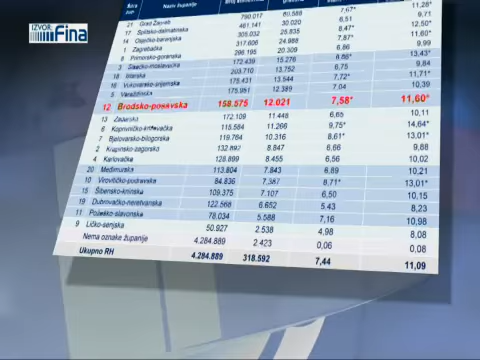 IZVOR:
Fina
21 Grad Zagreb 790.017 60.588 7,67* 11,28*
17 Splitsko-dalmatinska 461.141 30.020 6,51 9,71
14 Osječko-baranjska 305.032 25.835 8,47* 12,50*
1 Zagrebačka 317.606 24.988 7,87* 11,60*
8 Primorsko-goranska 296.195 20.309 6,86 9,99
3 Sisačko-moslavačka 172.439 15.276 13,43*
18 Istarska 203.710 13.752 6,75 9,84
16 Vukovarsko-srijemska 175.431 13.544 7,72* 11,71*
5 Varaždinska 175.951 12.389 7,04 10,39
12 Brodsko-posavska 158.575 12.021 7,58* 11,60*
13 Zadarska 172.109 11.448 6,65 10,11
6 Koprivničko-križevačka 115.584 11.266 9,75* 14,64*
7 Bjelovarsko-bilogorska 119.764 10.316 8,61* 13,01*
2 Krapinsko-zagorska 132.892 8.847 6,66 9,88
4 Karlovačka 128.899 8.455 6,56 10,02
20 Međimurska 113.804 7.843 6,89 10,21
10 Virovitičko-podravska 84.836 7.387 8,71* 13,01*
15 Šibensko-kninska 109.375 7.107 6,50 10,15
19 Dubrovačko-neretvanska 122.568 6.652 5,43 8,23
11 Požeško-slavonska 78.034 5.588 7,16 10,98
9 Ličko-senjska 50.927 2.538 4,98 8,08
Nema oznake županije 4.284.889 2.423 0,06 0,08
Ukupno RH 4.284.889 318.592 7,44 11,09